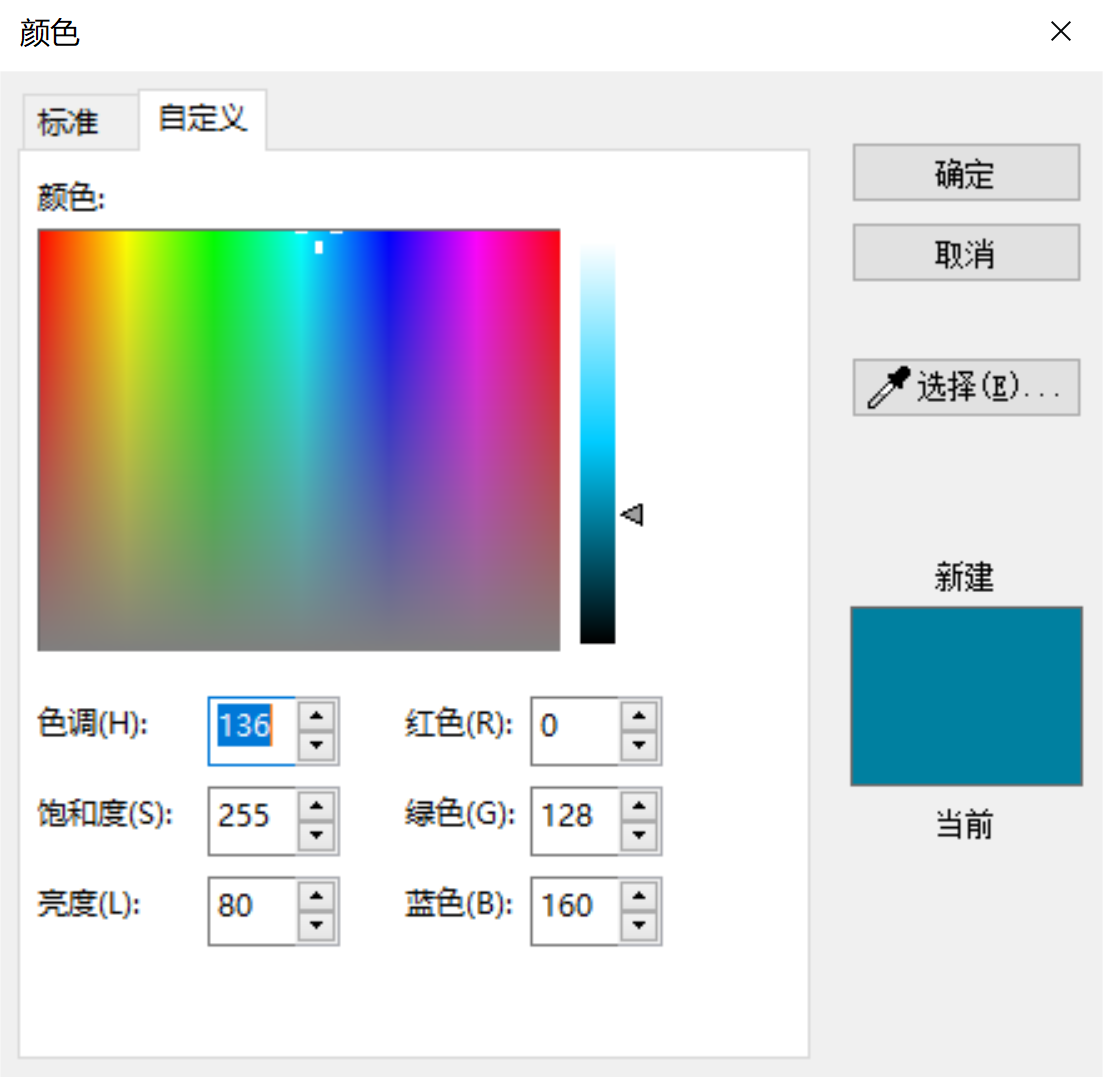 颜色
标准 自定义
颜色:
确定
取消
选择(E)...
新建
当前
色调(H): 136 红色(R): 0
饱和度(S): 255 绿色(G): 128
亮度(L): 80 蓝色(B): 160